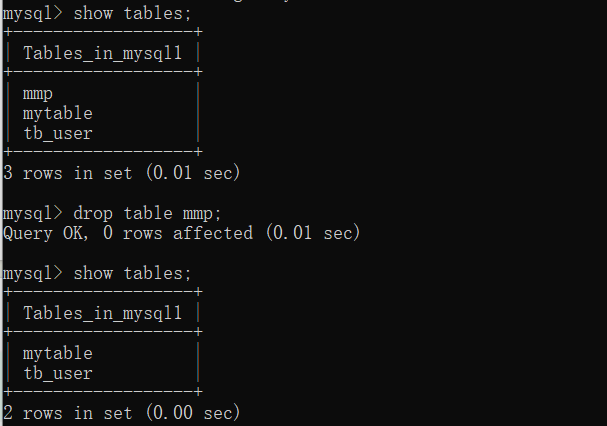 mysql> show tables;
+------------------+
| Tables_in_mysql1 |
+------------------+
| mmp              |
| mytable          |
| tb_user          |
+------------------+
3 rows in set (0.01 sec)
mysql> drop table mmp;
Query OK, 0 rows affected (0.01 sec)
mysql> show tables;
+------------------+
| Tables_in_mysql1 |
+------------------+
| mytable          |
| tb_user          |
+------------------+
2 rows in set (0.00 sec)